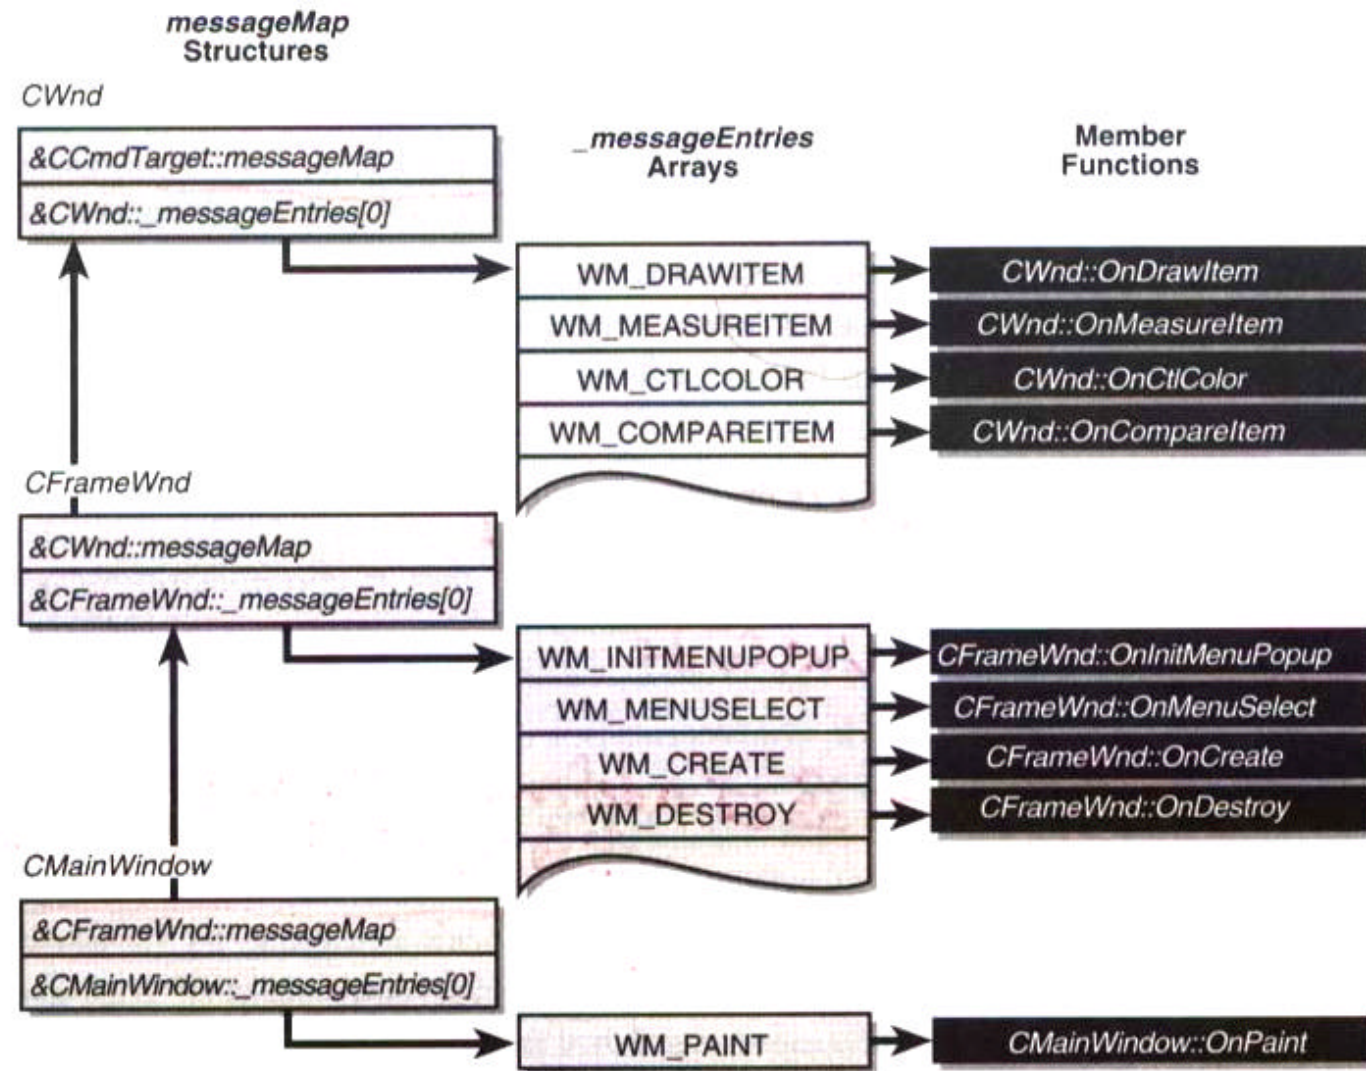 messageMap
Structures
CWnd
&CCmdTarget::messageMap
&CWnd::_messageEntries[0]
_messageEntries
Arrays
Member
Functions
WM_DRAWITEM
CWnd::OnDrawItem
WM_MEASUREITEM
CWnd::OnMeasureItem
WM_CTLCOLOR
CWnd::OnCtlColor
WM_COMPAREITEM
CWnd::OnCompareItem
CFrameWnd
&CWnd::messageMap
&CFrameWnd::_messageEntries[0]
WM_INITMENUPOPUP
CFrameWnd::OnInitMenuPopup
WM_MENUSELECT
CFrameWnd::OnMenuSelect
WM_CREATE
CFrameWnd::OnCreate
WM_DESTROY
CFrameWnd::OnDestroy
CMainWindow
&CFrameWnd::messageMap
&CMainWindow::_messageEntries[0]
WM_PAINT
CMainWindow::OnPaint